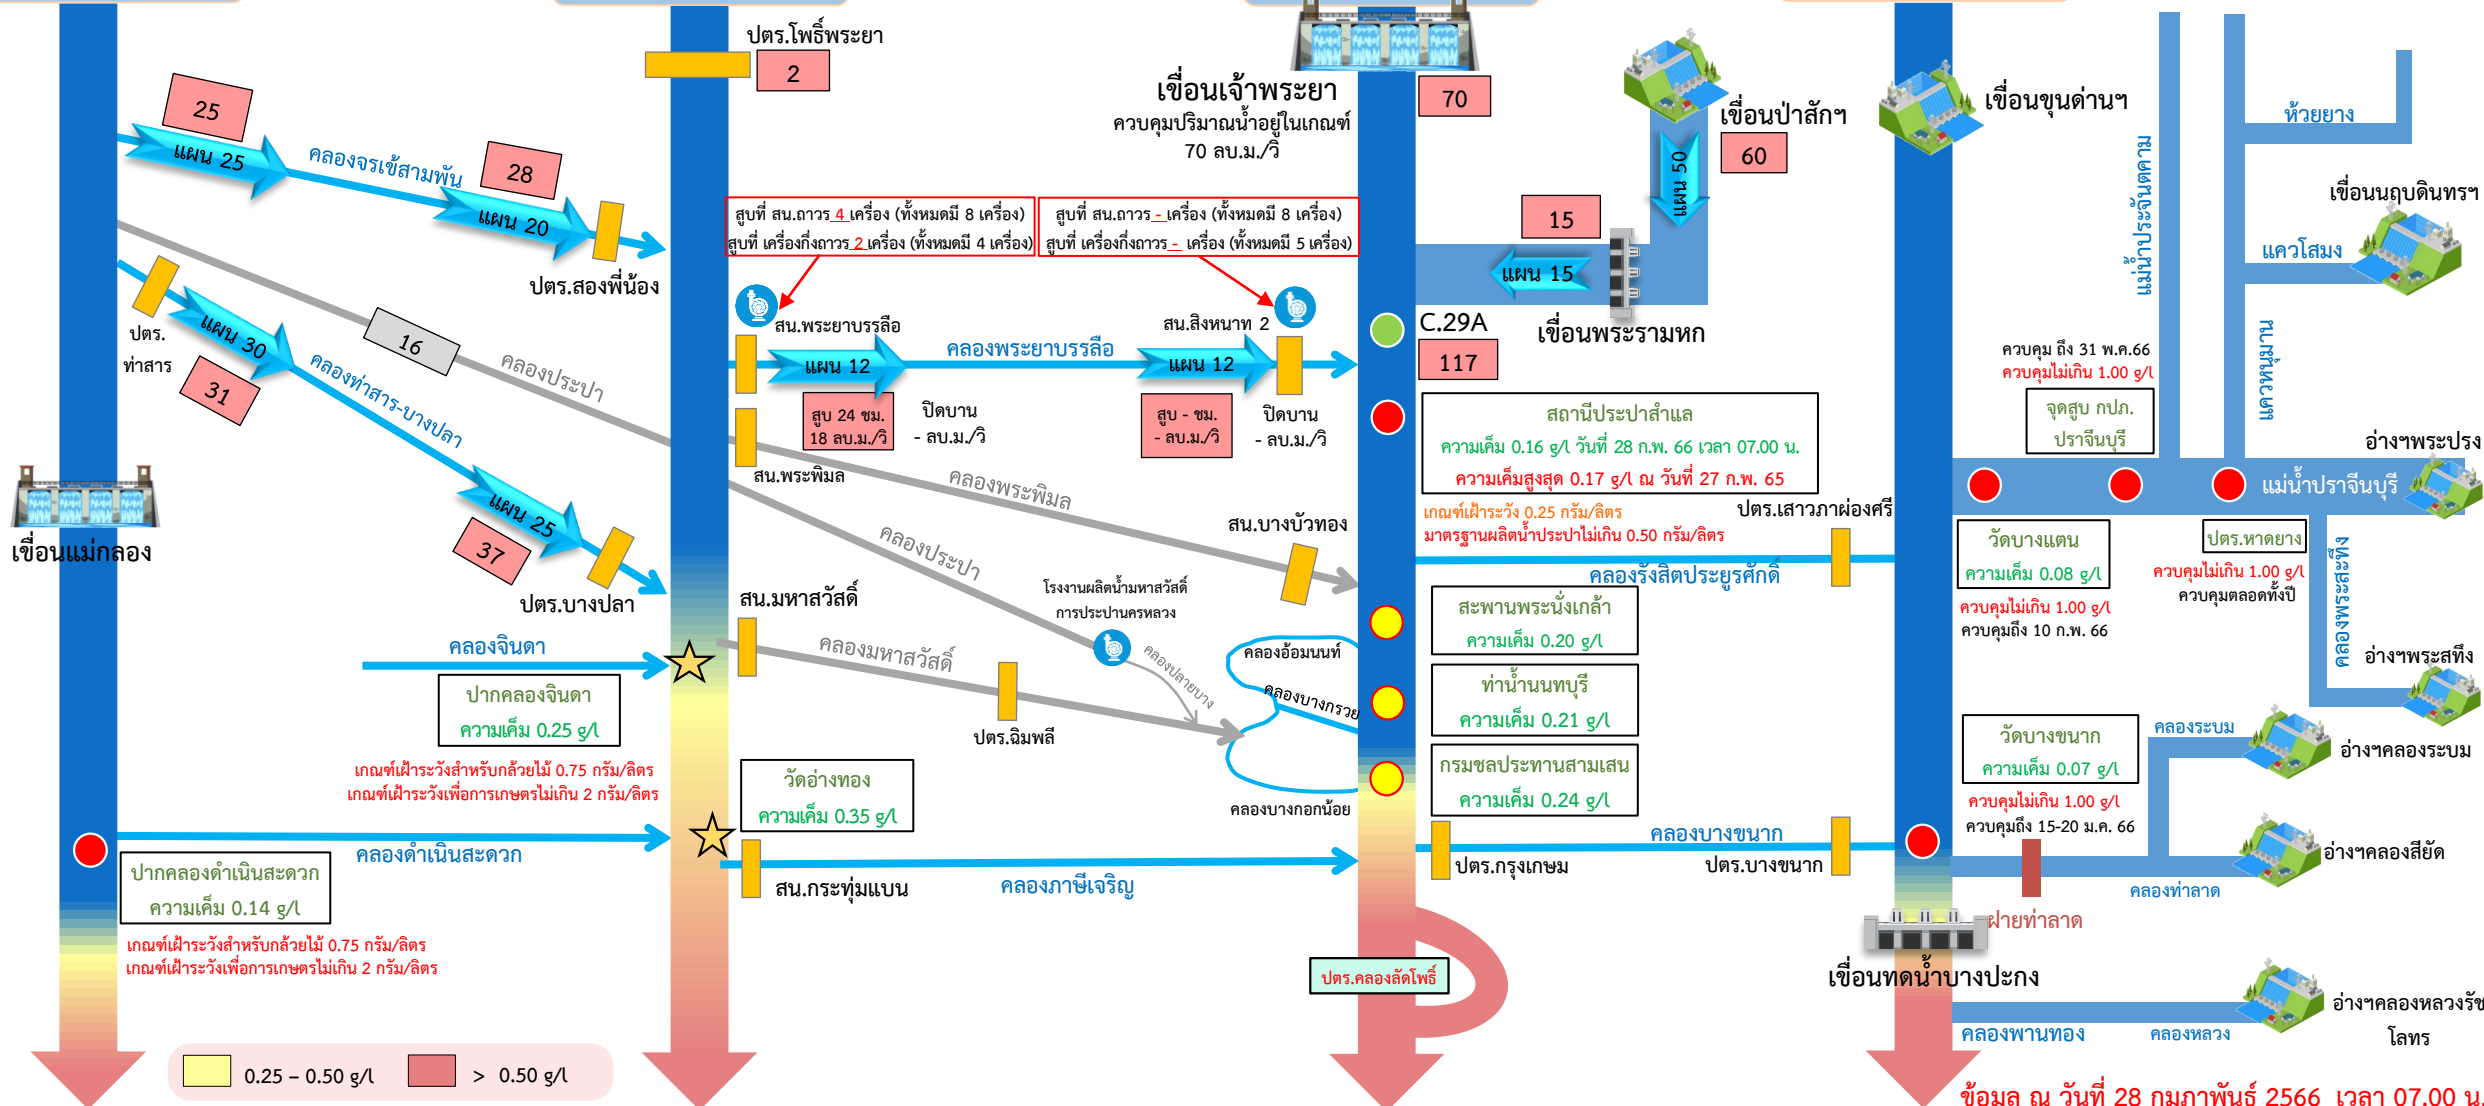 ปตร.โพธิ์พระยา
2
25
แผน 25
คลองจรเข้สามพัน
28
แผน 20
ปตร.สองพี่น้อง
ปตร.
ท่าสาร
แผน 30
31
คลองท่าสาร-บางปลา
16
คลองประปา
แผน 25
37
ปตร.บางปลา
เขื่อนแม่กลอง
เขื่อนเจ้าพระยา
ควบคุมปริมาณน้ำอยู่ในเกณฑ์
70 ลบ.ม./วิ
70
เขื่อนป่าสักฯ
60
แผน 50
15
แผน 15
เขื่อนพระรามหก
สูบที่ สน.ถาวร 4 เครื่อง (ทั้งหมดมี 8 เครื่อง)
สูบที่ เครื่องกึ่งถาวร 2 เครื่อง (ทั้งหมดมี 4 เครื่อง)
สูบที่ สน.ถาวร - เครื่อง (ทั้งหมดมี 8 เครื่อง)
สูบที่ เครื่องกึ่งถาวร - เครื่อง (ทั้งหมดมี 5 เครื่อง)
สน.พระยาบรรลือ
แผน 12
คลองพระยาบรรลือ
สน.สิงหนาท 2
แผน 12
สูบ 24 ชม.
18 ลบ.ม./วิ
ปิดบาน
- ลบ.ม./วิ
สูบ - ชม.
- ลบ.ม./วิ
ปิดบาน
- ลบ.ม./วิ
C.29A
117
สน.พระพิมล
คลองพระพิมล
สน.บางบัวทอง
คลองประปา
สถานีประปาสำแล
ความเค็ม 0.16 g/l วันที่ 28 ก.พ. 66 เวลา 07.00 น.
ความเค็มสูงสุด 0.17 g/l ณ วันที่ 27 ก.พ. 65
เกณฑ์เฝ้าระวัง 0.25 กรัม/ลิตร
มาตรฐานผลิตน้ำประปาไม่เกิน 0.50 กรัม/ลิตร
ปตร.เสาวภาผ่องศรี
คลองรังสิตประยูรศักดิ์
โรงงานผลิตน้ำมหาสวัสดิ์
การประปานครหลวง
สน.มหาสวัสดิ์
คลองมหาสวัสดิ์
คลองปลายบาง
ปตร.ฉิมพลี
คลองอ้อมนนท์
คลองบางกรวย
คลองบางกอกน้อย
สะพานพระนั่งเกล้า
ความเค็ม 0.20 g/l
ท่าน้ำนนทบุรี
ความเค็ม 0.21 g/l
กรมชลประทานสามเสน
ความเค็ม 0.24 g/l
คลองจินดา
ปากคลองจินดา
ความเค็ม 0.25 g/l
เกณฑ์เฝ้าระวังสำหรับกล้วยไม้ 0.75 กรัม/ลิตร
เกณฑ์เฝ้าระวังเพื่อการเกษตรไม่เกิน 2 กรัม/ลิตร
วัดอ่างทอง
ความเค็ม 0.35 g/l
คลองดำเนินสะดวก
ปากคลองดำเนินสะดวก
ความเค็ม 0.14 g/l
เกณฑ์เฝ้าระวังสำหรับกล้วยไม้ 0.75 กรัม/ลิตร
เกณฑ์เฝ้าระวังเพื่อการเกษตรไม่เกิน 2 กรัม/ลิตร
สน.กระทุ่มแบน
คลองภาษีเจริญ
ปตร.กรุงเกษม
คลองบางขนาก
ปตร.บางขนาก
ปตร.คลองลัดโพธิ์
เขื่อนขุนด่านฯ
แม่น้ำประจันตคาม
ห้วยยาง
เขื่อนนฤบดินทรฯ
แควโสมง
แควหนุมาน
ควบคุม ถึง 31 พ.ค.66
ควบคุมไม่เกิน 1.00 g/l
จุดสูบ กปภ.
ปราจีนบุรี
อ่างฯพระปรง
แม่น้ำปราจีนบุรี
วัดบางแตน
ความเค็ม 0.08 g/l
ควบคุมไม่เกิน 1.00 g/l
ควบคุมถึง 10 ก.พ. 66
ปตร.หาดยาง
ควบคุมไม่เกิน 1.00 g/l
ควบคุมตลอดทั้งปี
คลองพระสะทึง
อ่างฯพระสทึง
วัดบางขนาก
ความเค็ม 0.07 g/l
ควบคุมไม่เกิน 1.00 g/l
ควบคุมถึง 15-20 ม.ค. 66
คลองระบม
อ่างฯคลองระบม
อ่างฯคลองสียัด
คลองท่าลาด
ฝายท่าลาด
เขื่อนทดน้ำบางปะกง
อ่างฯคลองหลวงรัช
โลทร
คลองพานทอง
คลองหลวง
0.25 – 0.50 g/l
> 0.50 g/l
ข้อมูล ณ วันที่ 28 กุมภาพันธ์ 2566 เวลา 07.00 น.